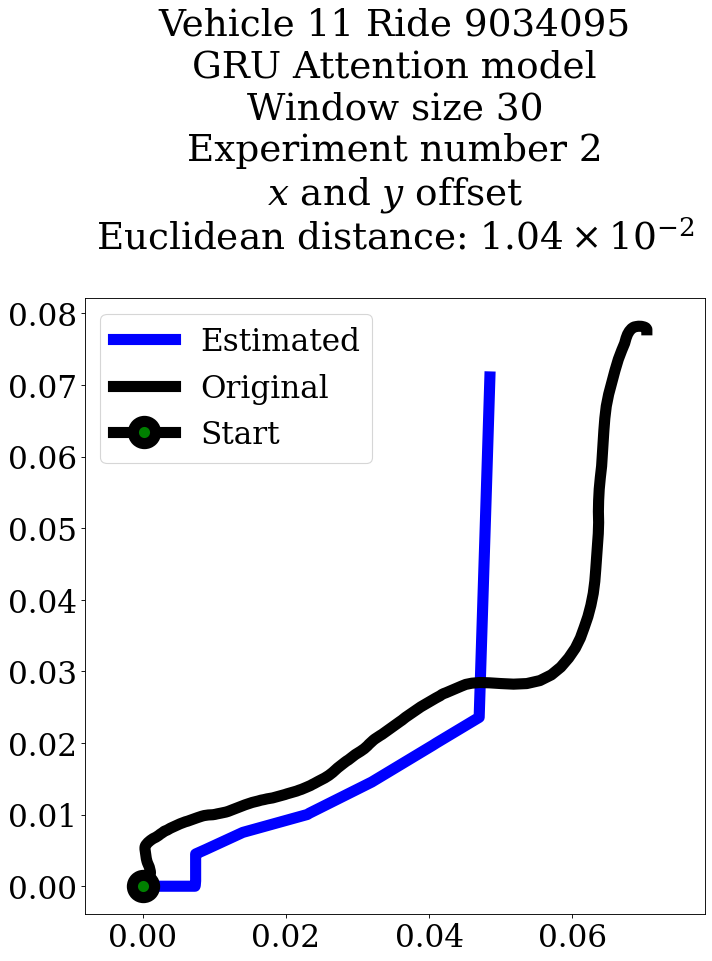 Vehicle 11 Ride 9034095
GRU Attention model
Window size 30
Experiment number 2
x and y offset
Euclidean distance: 1.04 × 10⁻²
Estimated
Original
Start
0.08
0.07
0.06
0.05
0.04
0.03
0.02
0.01
0.00
0.00 0.02 0.04 0.06